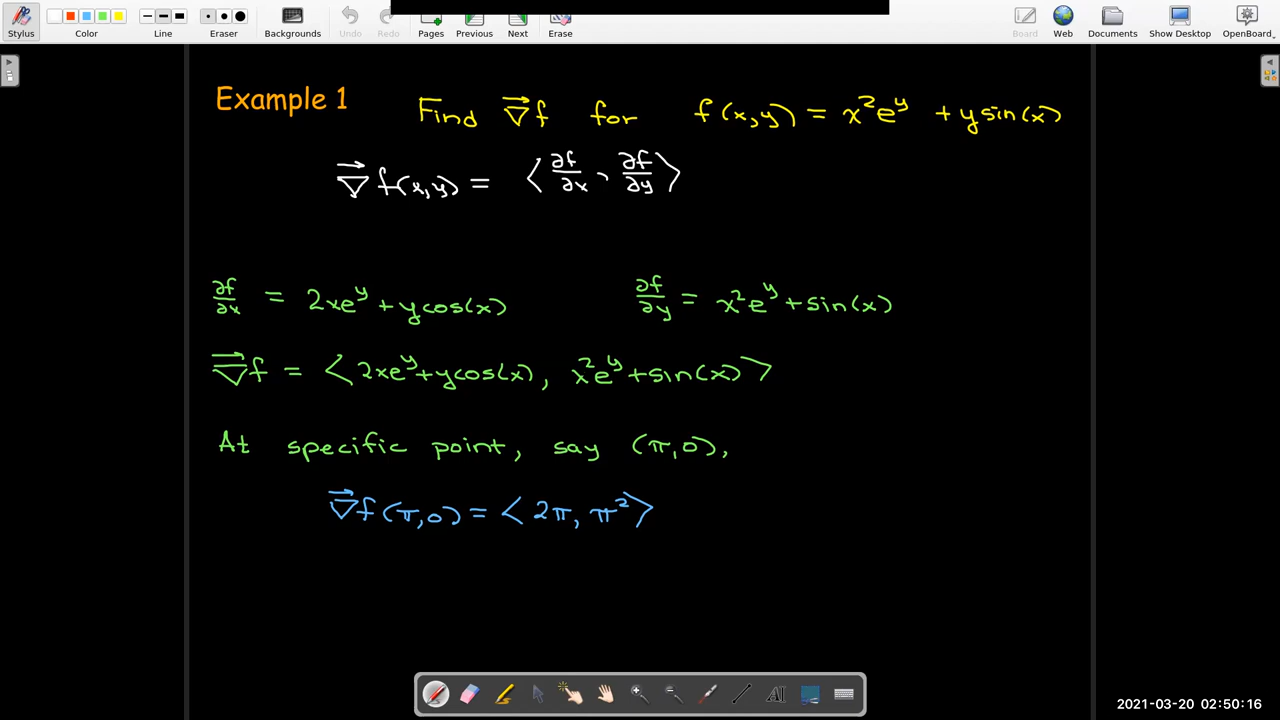 Stylus Color Line Eraser Backgrounds Undo Redo Pages Previous Next Erase Board Web Documents Show Desktop OpenBoard
Example 1 Find ∇⃗f for f(x,y) = x²eʸ + y sin(x)
∇⃗f(x,y) = ⟨∂f/∂x, ∂f/∂y⟩
∂f/∂x = 2xeʸ + y cos(x) ∂f/∂y = x²eʸ + sin(x)
∇⃗f = ⟨2xeʸ + y cos(x), x²eʸ + sin(x)⟩
At specific point, say (π,0),
∇⃗f(π,0) = ⟨2π, π²⟩
AI
2021-03-20 02:50:16